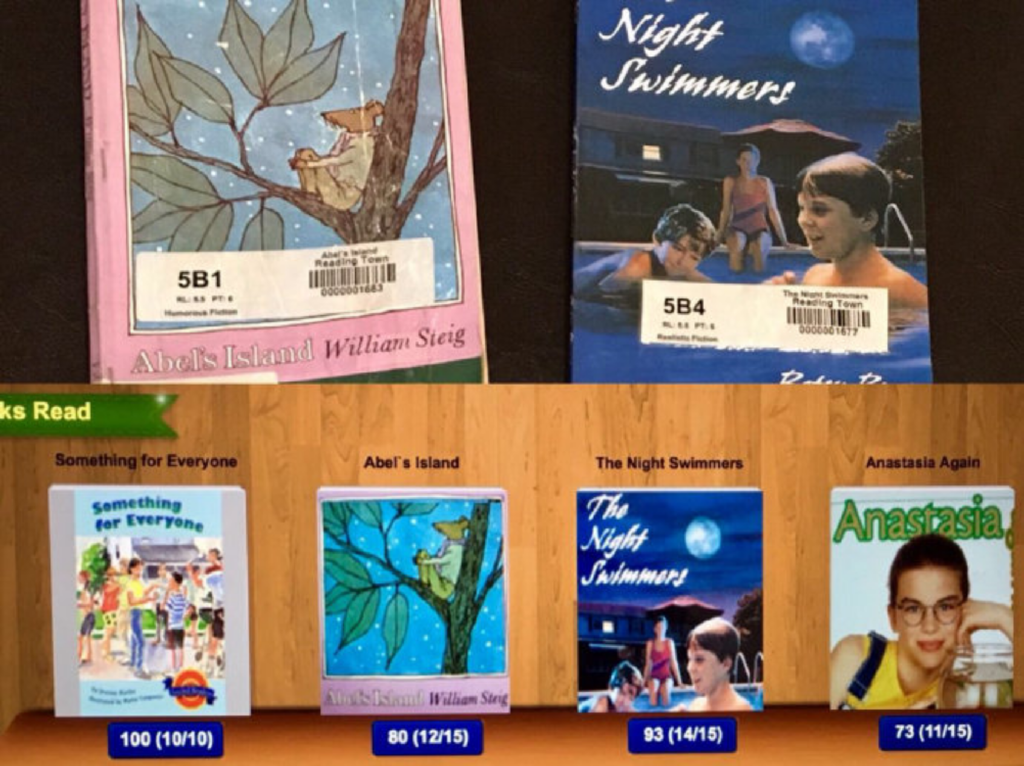 5B1
Abel's Island
Reading Town
0000001683
RL: 5.5 PT: 6
Humorous Fiction
Abel's Island William Steig
Night
Swimmers
5B4
The Night Swimmers
Reading Town
0000001677
RL: 5.5 PT: 6
Realistic Fiction
ks Read
Something for Everyone
Abel`s Island
The Night Swimmers
Anastasia Again
Something
for Everyone
Abel's Island William Steig
The
Night
Swimmers
Anastasia
100 (10/10)
80 (12/15)
93 (14/15)
73 (11/15)